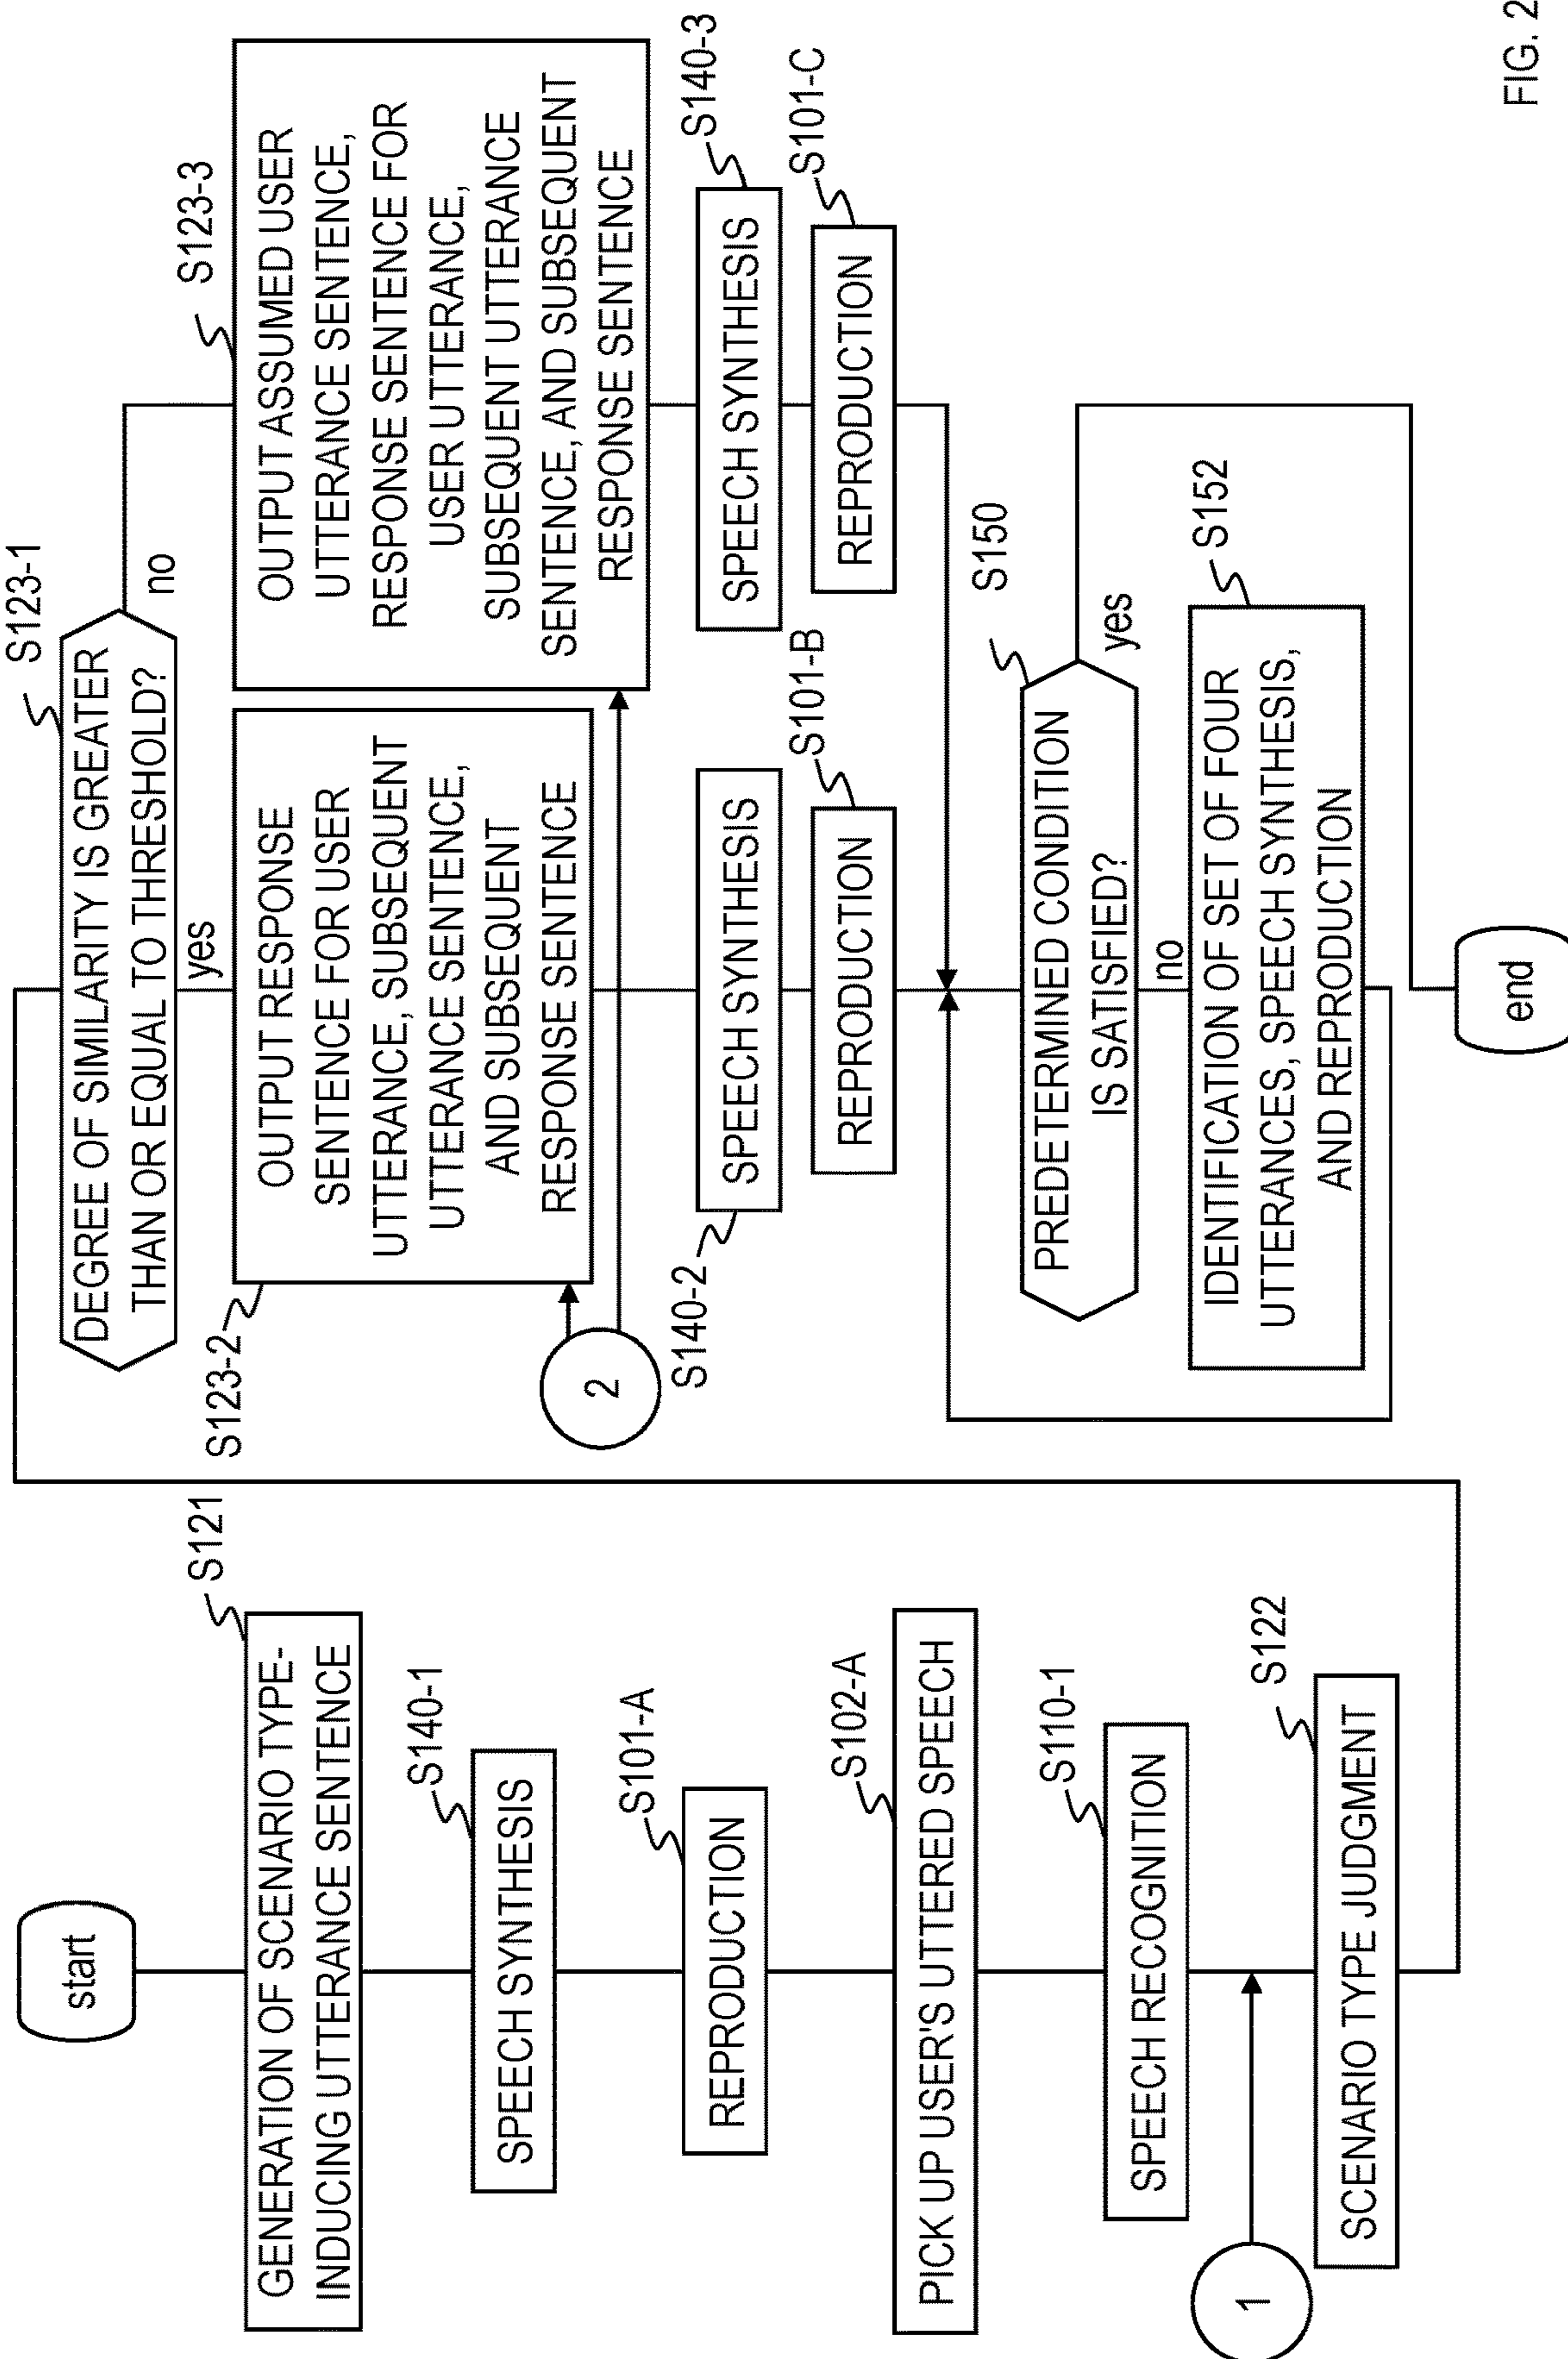 start
GENERATION OF SCENARIO TYPE-
INDUCING UTTERANCE SENTENCE
S121
SPEECH SYNTHESIS
S140-1
REPRODUCTION
S101-A
PICK UP USER'S UTTERED SPEECH
S102-A
SPEECH RECOGNITION
S110-1
1
SCENARIO TYPE JUDGMENT
S122
DEGREE OF SIMILARITY IS GREATER
THAN OR EQUAL TO THRESHOLD?
S123-1
yes
no
S123-2
OUTPUT RESPONSE
SENTENCE FOR USER
UTTERANCE, SUBSEQUENT
UTTERANCE SENTENCE,
AND SUBSEQUENT
RESPONSE SENTENCE
S123-3
OUTPUT ASSUMED USER
UTTERANCE SENTENCE,
RESPONSE SENTENCE FOR
USER UTTERANCE,
SUBSEQUENT UTTERANCE
SENTENCE, AND SUBSEQUENT
RESPONSE SENTENCE
2
S140-2
SPEECH SYNTHESIS
SPEECH SYNTHESIS
S140-3
REPRODUCTION
S101-B
REPRODUCTION
S101-C
PREDETERMINED CONDITION
IS SATISFIED?
S150
no
yes
IDENTIFICATION OF SET OF FOUR
UTTERANCES, SPEECH SYNTHESIS,
AND REPRODUCTION
S152
end
FIG. 2